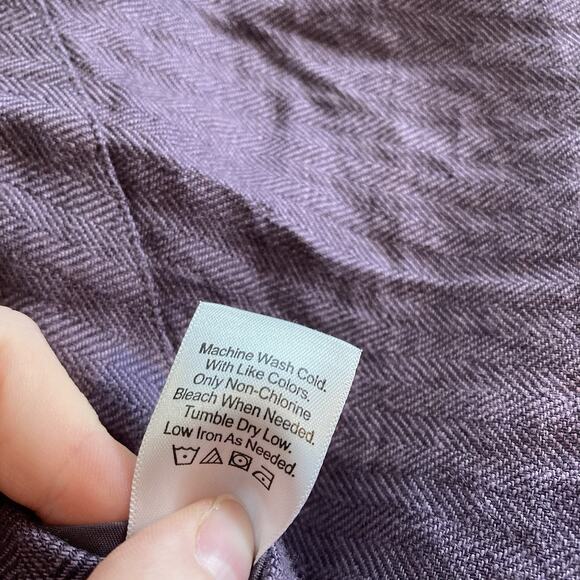 Machine Wash Cold.
With Like Colors.
Only Non-Chlorine
Bleach When Needed.
Tumble Dry Low.
Low Iron As Needed.